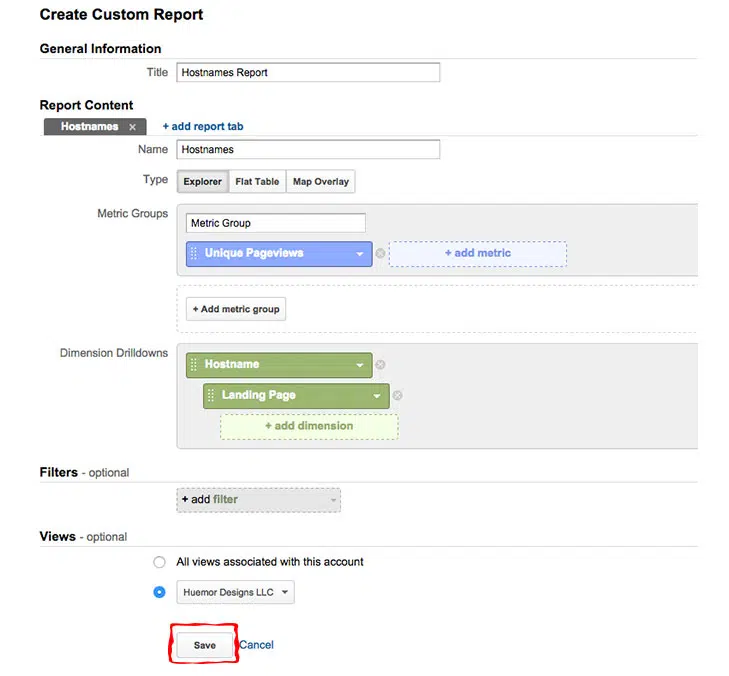 Create Custom Report
General Information
Title Hostnames Report
Report Content
Hostnames x + add report tab
Name Hostnames
Type Explorer Flat Table Map Overlay
Metric Groups
Metric Group
Unique Pageviews + add metric
+ Add metric group
Dimension Drilldowns
Hostname
Landing Page
+ add dimension
Filters - optional
+ add filter
Views - optional
All views associated with this account
Huemor Designs LLC
Save Cancel